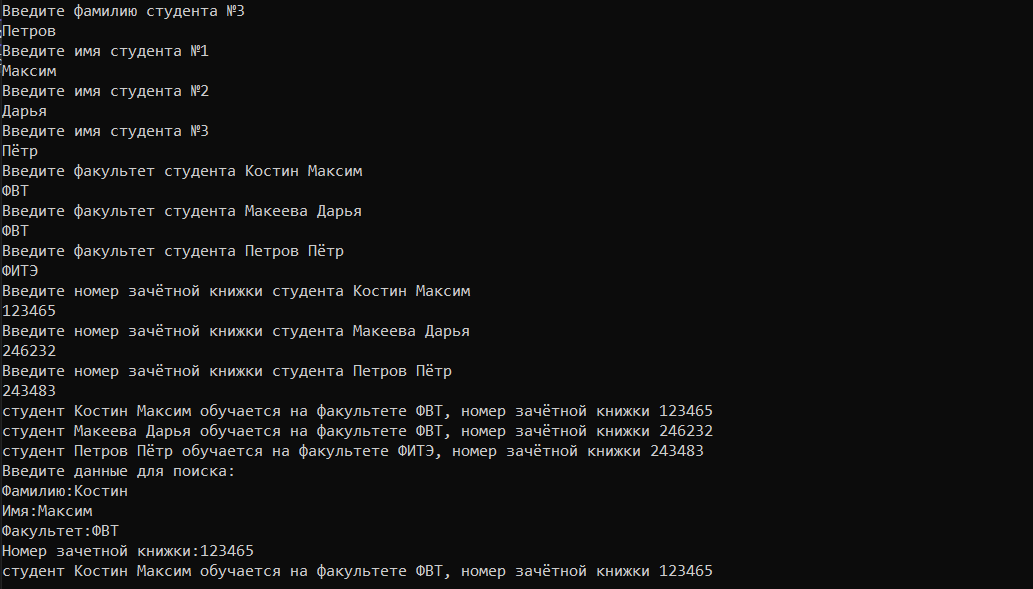 Введите фамилию студента №3
Петров
Введите имя студента №1
Максим
Введите имя студента №2
Дарья
Введите имя студента №3
Пётр
Введите факультет студента Костин Максим
ФВТ
Введите факультет студента Макеева Дарья
ФВТ
Введите факультет студента Петров Пётр
ФИТЭ
Введите номер зачётной книжки студента Костин Максим
123465
Введите номер зачётной книжки студента Макеева Дарья
246232
Введите номер зачётной книжки студента Петров Пётр
243483
студент Костин Максим обучается на факультете ФВТ, номер зачётной книжки 123465
студент Макеева Дарья обучается на факультете ФВТ, номер зачётной книжки 246232
студент Петров Пётр обучается на факультете ФИТЭ, номер зачётной книжки 243483
Введите данные для поиска:
Фамилию:Костин
Имя:Максим
Факультет:ФВТ
Номер зачетной книжки:123465
студент Костин Максим обучается на факультете ФВТ, номер зачётной книжки 123465